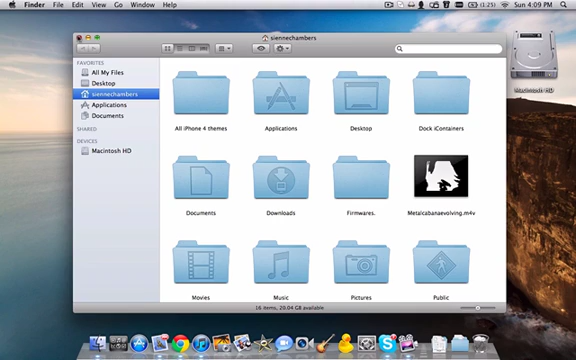 Finder File Edit View Go Window Help
(1:25) Sun 4:09 PM
siennechambers
FAVORITES
All My Files
Desktop
siennechambers
Applications
Documents
SHARED
DEVICES
Macintosh HD
All iPhone 4 themes Applications Desktop Dock iContainers
Documents Downloads Firmwares. Metalcabanaevolving.m4v
Movies Music Pictures Public
16 items, 20.04 GB available
Macintosh HD